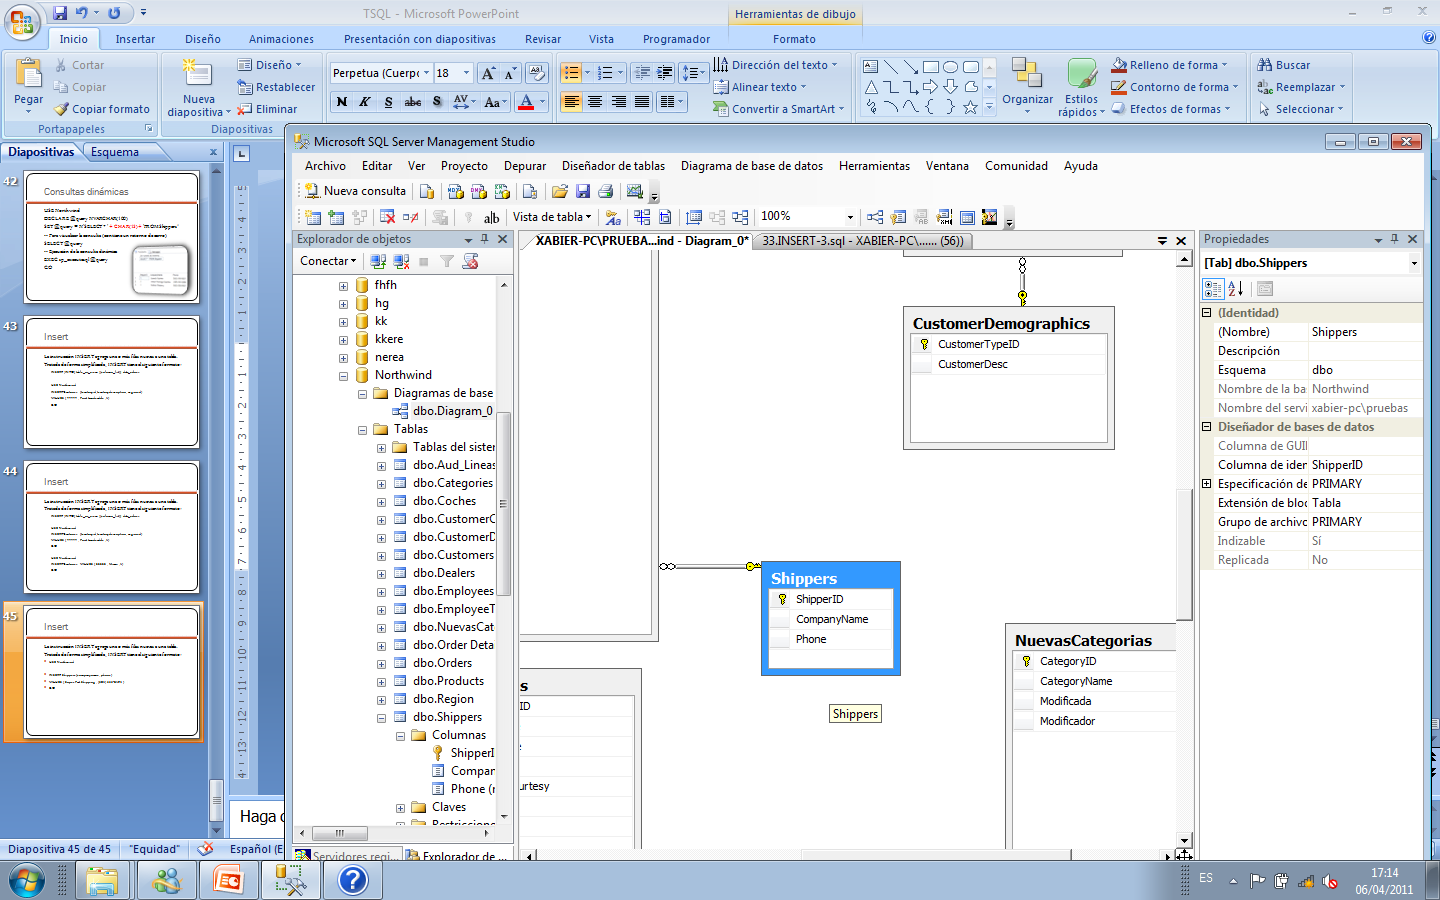 TSQL - Microsoft PowerPoint
Herramientas de dibujo
Inicio Insertar Diseño Animaciones Presentación con diapositivas Revisar Vista Programador Formato
Pegar
Cortar
Copiar
Copiar formato
Portapapeles
Nueva diapositiva
Diseño
Restablecer
Eliminar
Diapositivas
Perpetua (Cuerpo
18
Dirección del texto
Alinear texto
Convertir a SmartArt
Organizar
Estilos rápidos
Relleno de forma
Contorno de forma
Efectos de formas
Buscar
Reemplazar
Seleccionar
Diapositivas Esquema
42
Consultas dinámicas
43
Insert
44
Insert
45
Insert
Haga c
Diapositiva 45 de 45 "Equidad" Español (E
Microsoft SQL Server Management Studio
Archivo Editar Ver Proyecto Depurar Diseñador de tablas Diagrama de base de datos Herramientas Ventana Comunidad Ayuda
Nueva consulta
Vista de tabla
100%
Explorador de objetos
Conectar
fhfh
hg
kk
kkere
nerea
Northwind
Diagramas de base
dbo.Diagram_0
Tablas
Tablas del sister
dbo.Aud_Lineas
dbo.Categories
dbo.Coches
dbo.CustomerC
dbo.CustomerD
dbo.Customers
dbo.Dealers
dbo.Employees
dbo.EmployeeT
dbo.NuevasCat
dbo.Order Deta
dbo.Orders
dbo.Products
dbo.Region
dbo.Shippers
Columnas
ShipperI
Compan
Phone (r
Claves
Restriccione
Servidores regi...
Explorador de ...
XABIER-PC\PRUEBA...ind - Diagram_0*
33.INSERT-3.sql - XABIER-PC\...... (56))
CustomerDemographics
CustomerTypeID
CustomerDesc
Shippers
ShipperID
CompanyName
Phone
Shippers
NuevasCategorias
CategoryID
CategoryName
Modificada
Modificador
s
ID
urtesy
Propiedades
[Tab] dbo.Shippers
(Identidad)
(Nombre) Shippers
Descripción
Esquema dbo
Nombre de la ba Northwind
Nombre del servi xabier-pc\pruebas
Diseñador de bases de datos
Columna de GUI
Columna de iden ShipperID
Especificación de PRIMARY
Extensión de bloc Tabla
Grupo de archivo PRIMARY
Indizable Sí
Replicada No
ES
17:14
06/04/2011